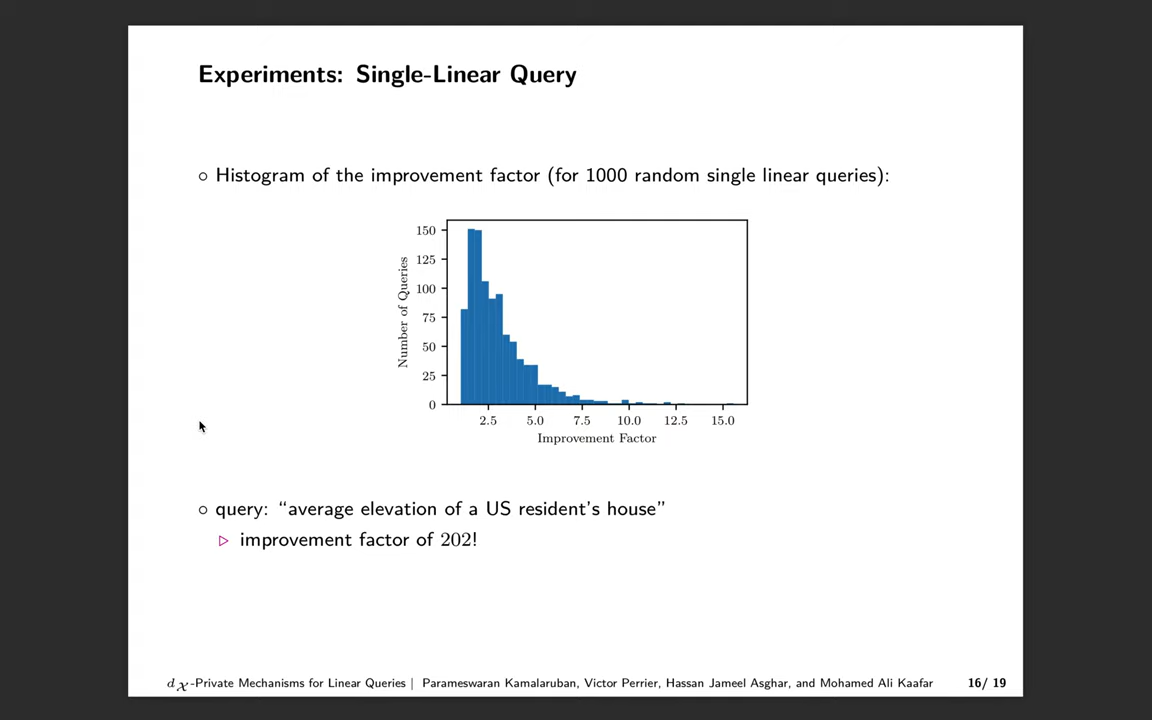 Experiments: Single-Linear Query
○ Histogram of the improvement factor (for 1000 random single linear queries):
150
125
100
75
50
25
0
Number of Queries
2.5 5.0 7.5 10.0 12.5 15.0
Improvement Factor
○ query: “average elevation of a US resident’s house”
▷ improvement factor of 202!
d𝒳-Private Mechanisms for Linear Queries | Parameswaran Kamalaruban, Victor Perrier, Hassan Jameel Asghar, and Mohamed Ali Kaafar 16/ 19